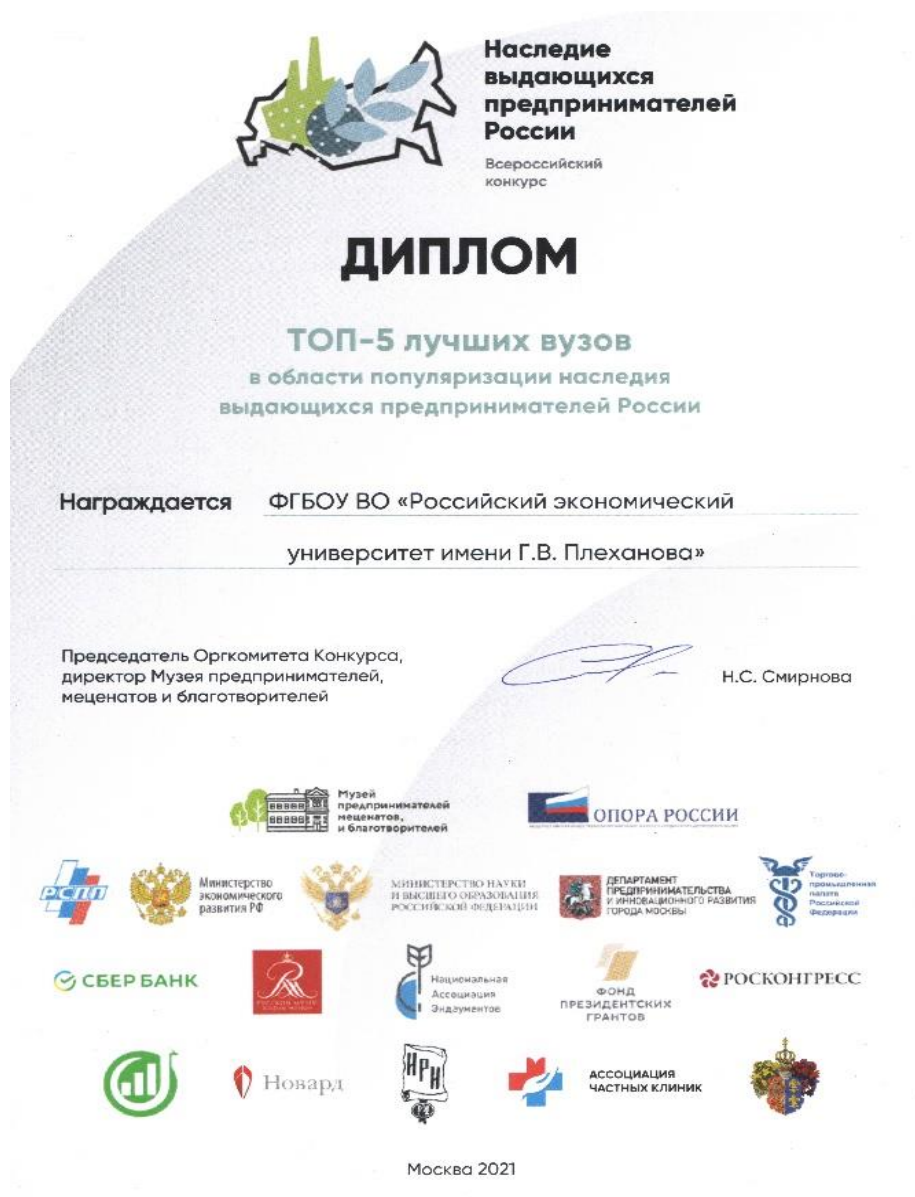 Наследие
выдающихся
предпринимателей
России
Всероссийский
конкурс
ДИПЛОМ
ТОП-5 лучших вузов
в области популяризации наследия
выдающихся предпринимателей России
Награждается ФГБОУ ВО «Российский экономический
университет имени Г.В. Плеханова»
Председатель Оргкомитета Конкурса,
директор Музея предпринимателей,
меценатов и благотворителей
Н.С. Смирнова
Музей
предпринимателей
меценатов,
и благотворителей
ОПОРА РОССИИ
РСПП
Министерство
экономического
развития РФ
МИНИСТЕРСТВО НАУКИ
И ВЫСШЕГО ОБРАЗОВАНИЯ
РОССИЙСКОЙ ФЕДЕРАЦИИ
ДЕПАРТАМЕНТ
ПРЕДПРИНИМАТЕЛЬСТВА
И ИННОВАЦИОННОГО РАЗВИТИЯ
ГОРОДА МОСКВЫ
Торгово-
промышленная
палата
Российской
Федерации
СБЕР БАНК
Национальная
Ассоциация
Эндаументов
ФОНД
ПРЕЗИДЕНТСКИХ
ГРАНТОВ
РОСКОНГРЕСС
Новард
НРН
АССОЦИАЦИЯ
ЧАСТНЫХ КЛИНИК
Москва 2021